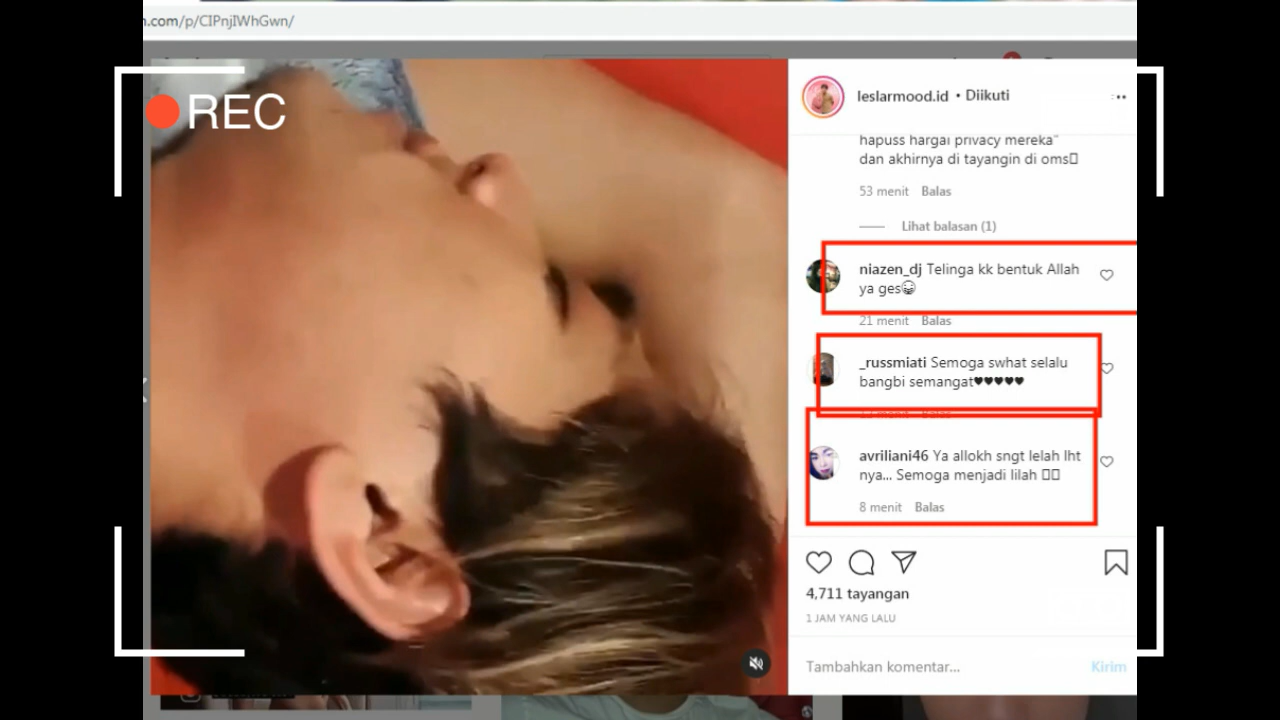 n.com/p/CIPnjIWhGwn/
REC
leslarmood.id • Diikuti
hapuss hargai privacy mereka"
dan akhirnya di tayangin di oms
53 menit Balas
Lihat balasan (1)
niazen_dj Telinga kk bentuk Allah
ya ges😂
21 menit Balas
_russmiati Semoga swhat selalu
bangbi semangat♥♥♥♥♥
Balas
avriliani46 Ya allokh sngt lelah lht
nya... Semoga menjadi lilah
8 menit Balas
4,711 tayangan
1 JAM YANG LALU
Tambahkan komentar... Kirim